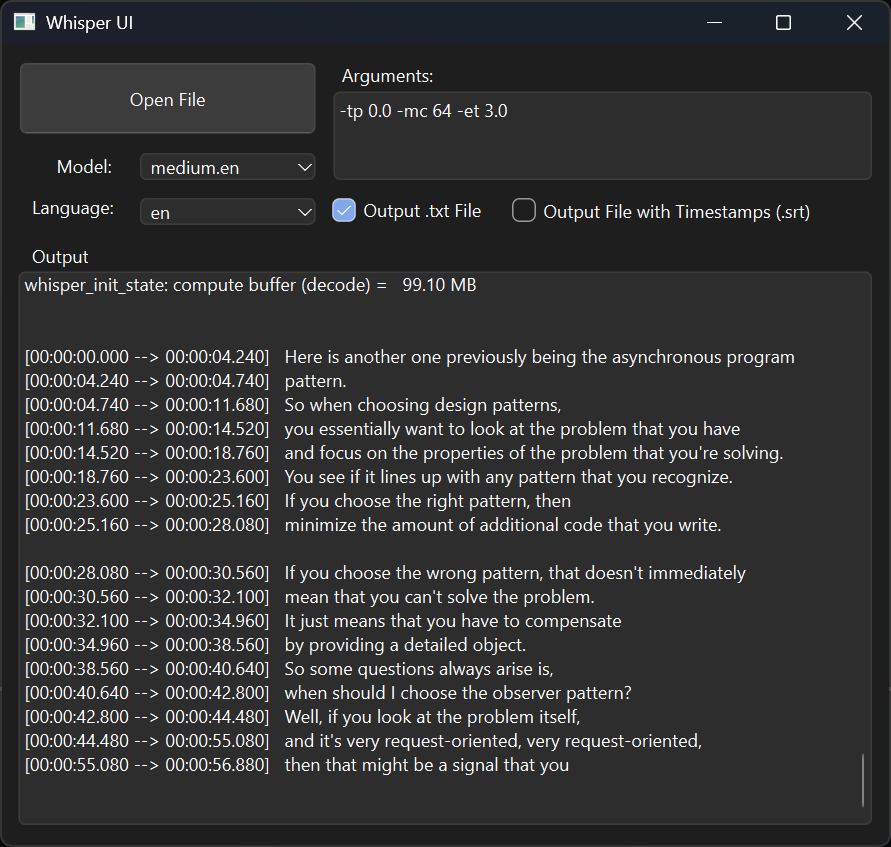 Whisper UI
Open File
Arguments:
-tp 0.0 -mc 64 -et 3.0
Model:
medium.en
Language:
en
Output .txt File
Output File with Timestamps (.srt)
Output
whisper_init_state: compute buffer (decode) =   99.10 MB
[00:00:00.000 --> 00:00:04.240]   Here is another one previously being the asynchronous program
[00:00:04.240 --> 00:00:04.740]   pattern.
[00:00:04.740 --> 00:00:11.680]   So when choosing design patterns,
[00:00:11.680 --> 00:00:14.520]   you essentially want to look at the problem that you have
[00:00:14.520 --> 00:00:18.760]   and focus on the properties of the problem that you're solving.
[00:00:18.760 --> 00:00:23.600]   You see if it lines up with any pattern that you recognize.
[00:00:23.600 --> 00:00:25.160]   If you choose the right pattern, then
[00:00:25.160 --> 00:00:28.080]   minimize the amount of additional code that you write.
[00:00:28.080 --> 00:00:30.560]   If you choose the wrong pattern, that doesn't immediately
[00:00:30.560 --> 00:00:32.100]   mean that you can't solve the problem.
[00:00:32.100 --> 00:00:34.960]   It just means that you have to compensate
[00:00:34.960 --> 00:00:38.560]   by providing a detailed object.
[00:00:38.560 --> 00:00:40.640]   So some questions always arise is,
[00:00:40.640 --> 00:00:42.800]   when should I choose the observer pattern?
[00:00:42.800 --> 00:00:44.480]   Well, if you look at the problem itself,
[00:00:44.480 --> 00:00:55.080]   and it's very request-oriented, very request-oriented,
[00:00:55.080 --> 00:00:56.880]   then that might be a signal that you